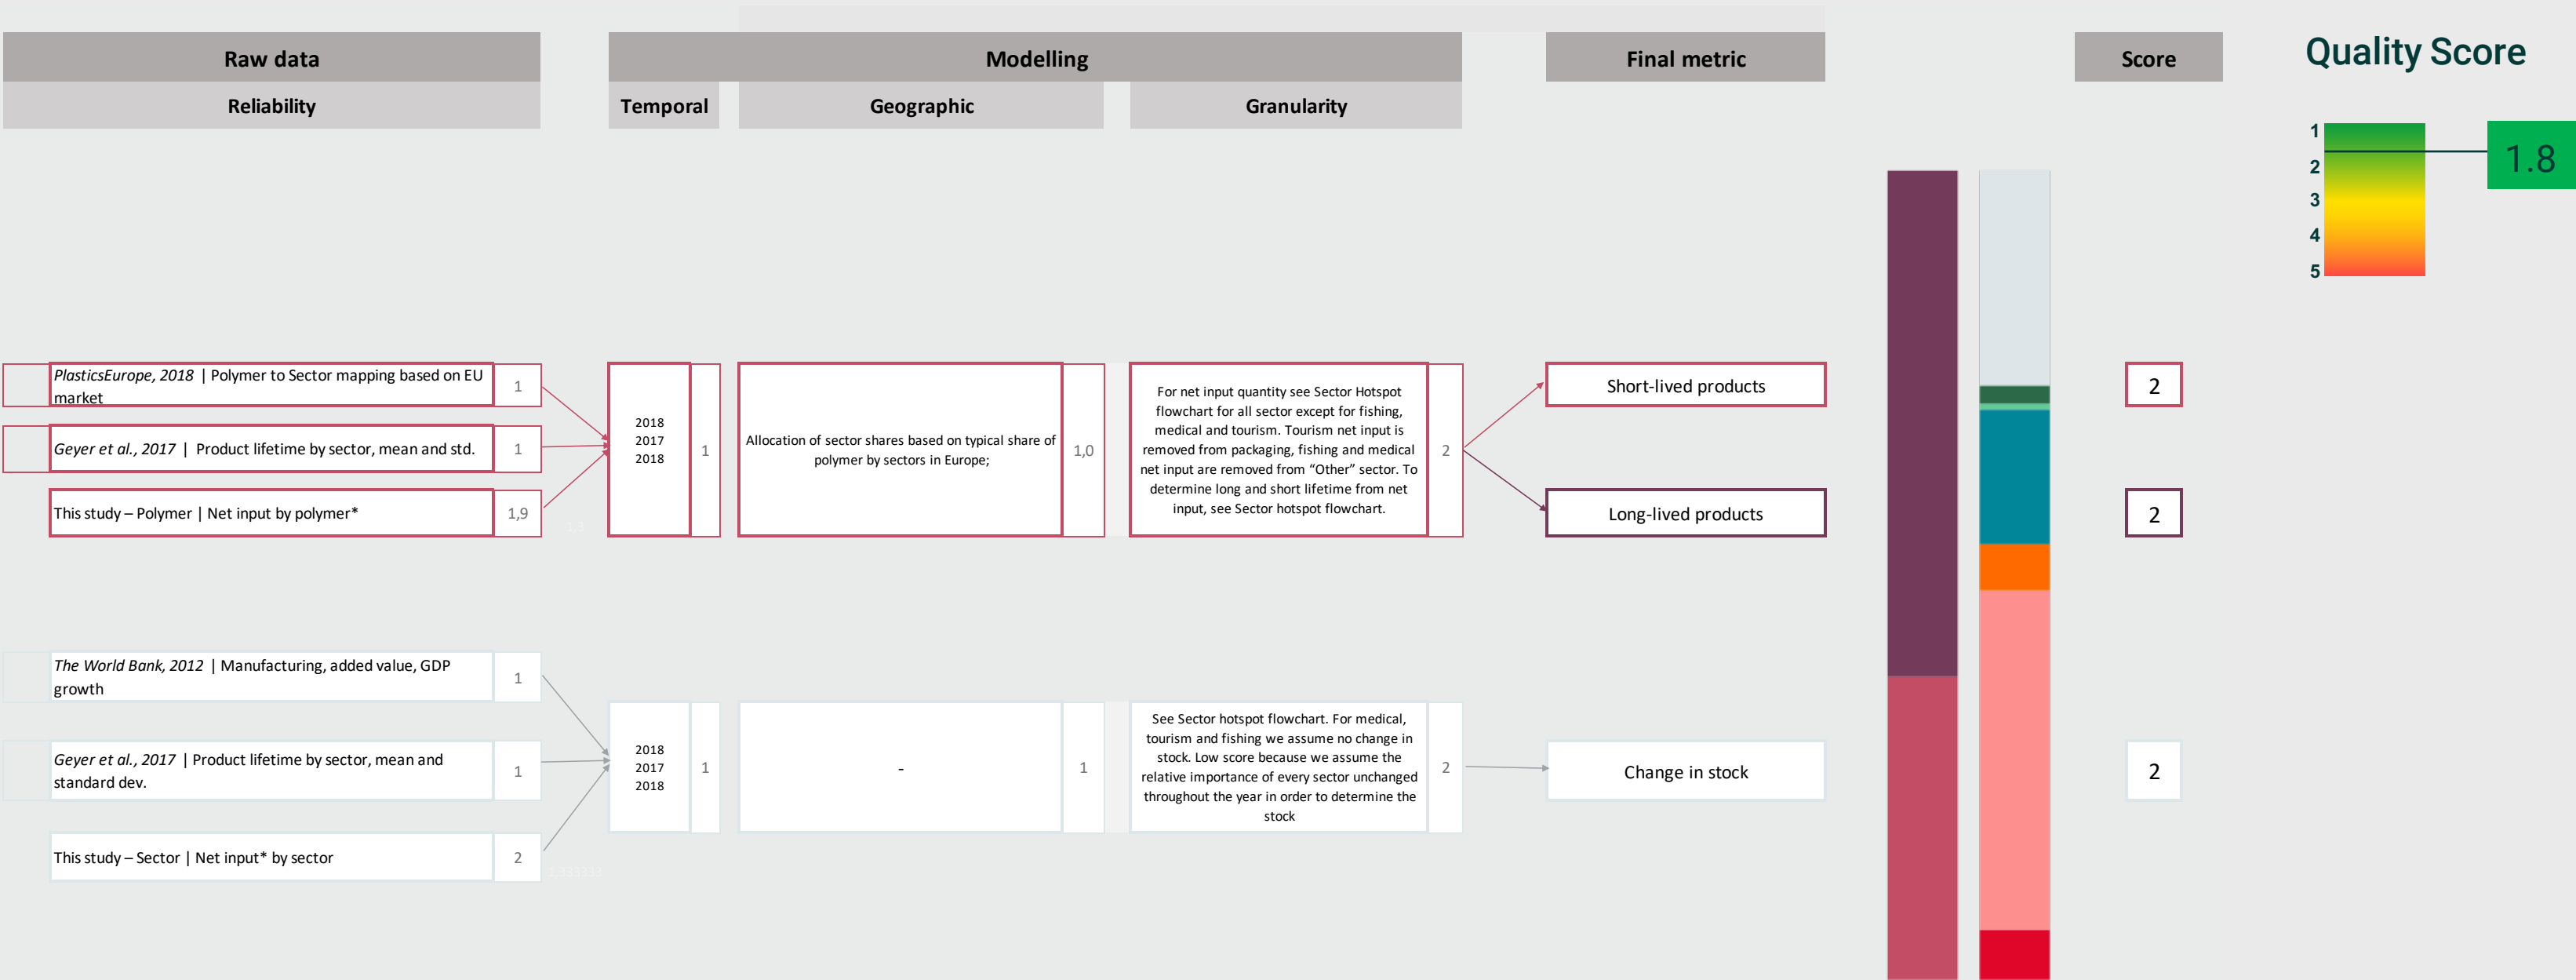 Raw data
Modelling
Final metric
Score
Quality Score
Reliability
Temporal
Geographic
Granularity
1
2
3
4
5
1.8
PlasticsEurope, 2018 | Polymer to Sector mapping based on EU
market
1
Geyer et al., 2017 | Product lifetime by sector, mean and std.
1
This study – Polymer | Net input by polymer*
1,9
1,3
2018
2017
2018
1
Allocation of sector shares based on typical share of
polymer by sectors in Europe;
1,0
For net input quantity see Sector Hotspot
flowchart for all sector except for fishing,
medical and tourism. Tourism net input is
removed from packaging, fishing and medical
net input are removed from “Other” sector. To
determine long and short lifetime from net
input, see Sector hotspot flowchart.
2
Short-lived products
2
Long-lived products
2
The World Bank, 2012 | Manufacturing, added value, GDP
growth
1
Geyer et al., 2017 | Product lifetime by sector, mean and
standard dev.
1
This study – Sector | Net input* by sector
2
1,333333
2018
2017
2018
1
-
1
See Sector hotspot flowchart. For medical,
tourism and fishing we assume no change in
stock. Low score because we assume the
relative importance of every sector unchanged
throughout the year in order to determine the
stock
2
Change in stock
2